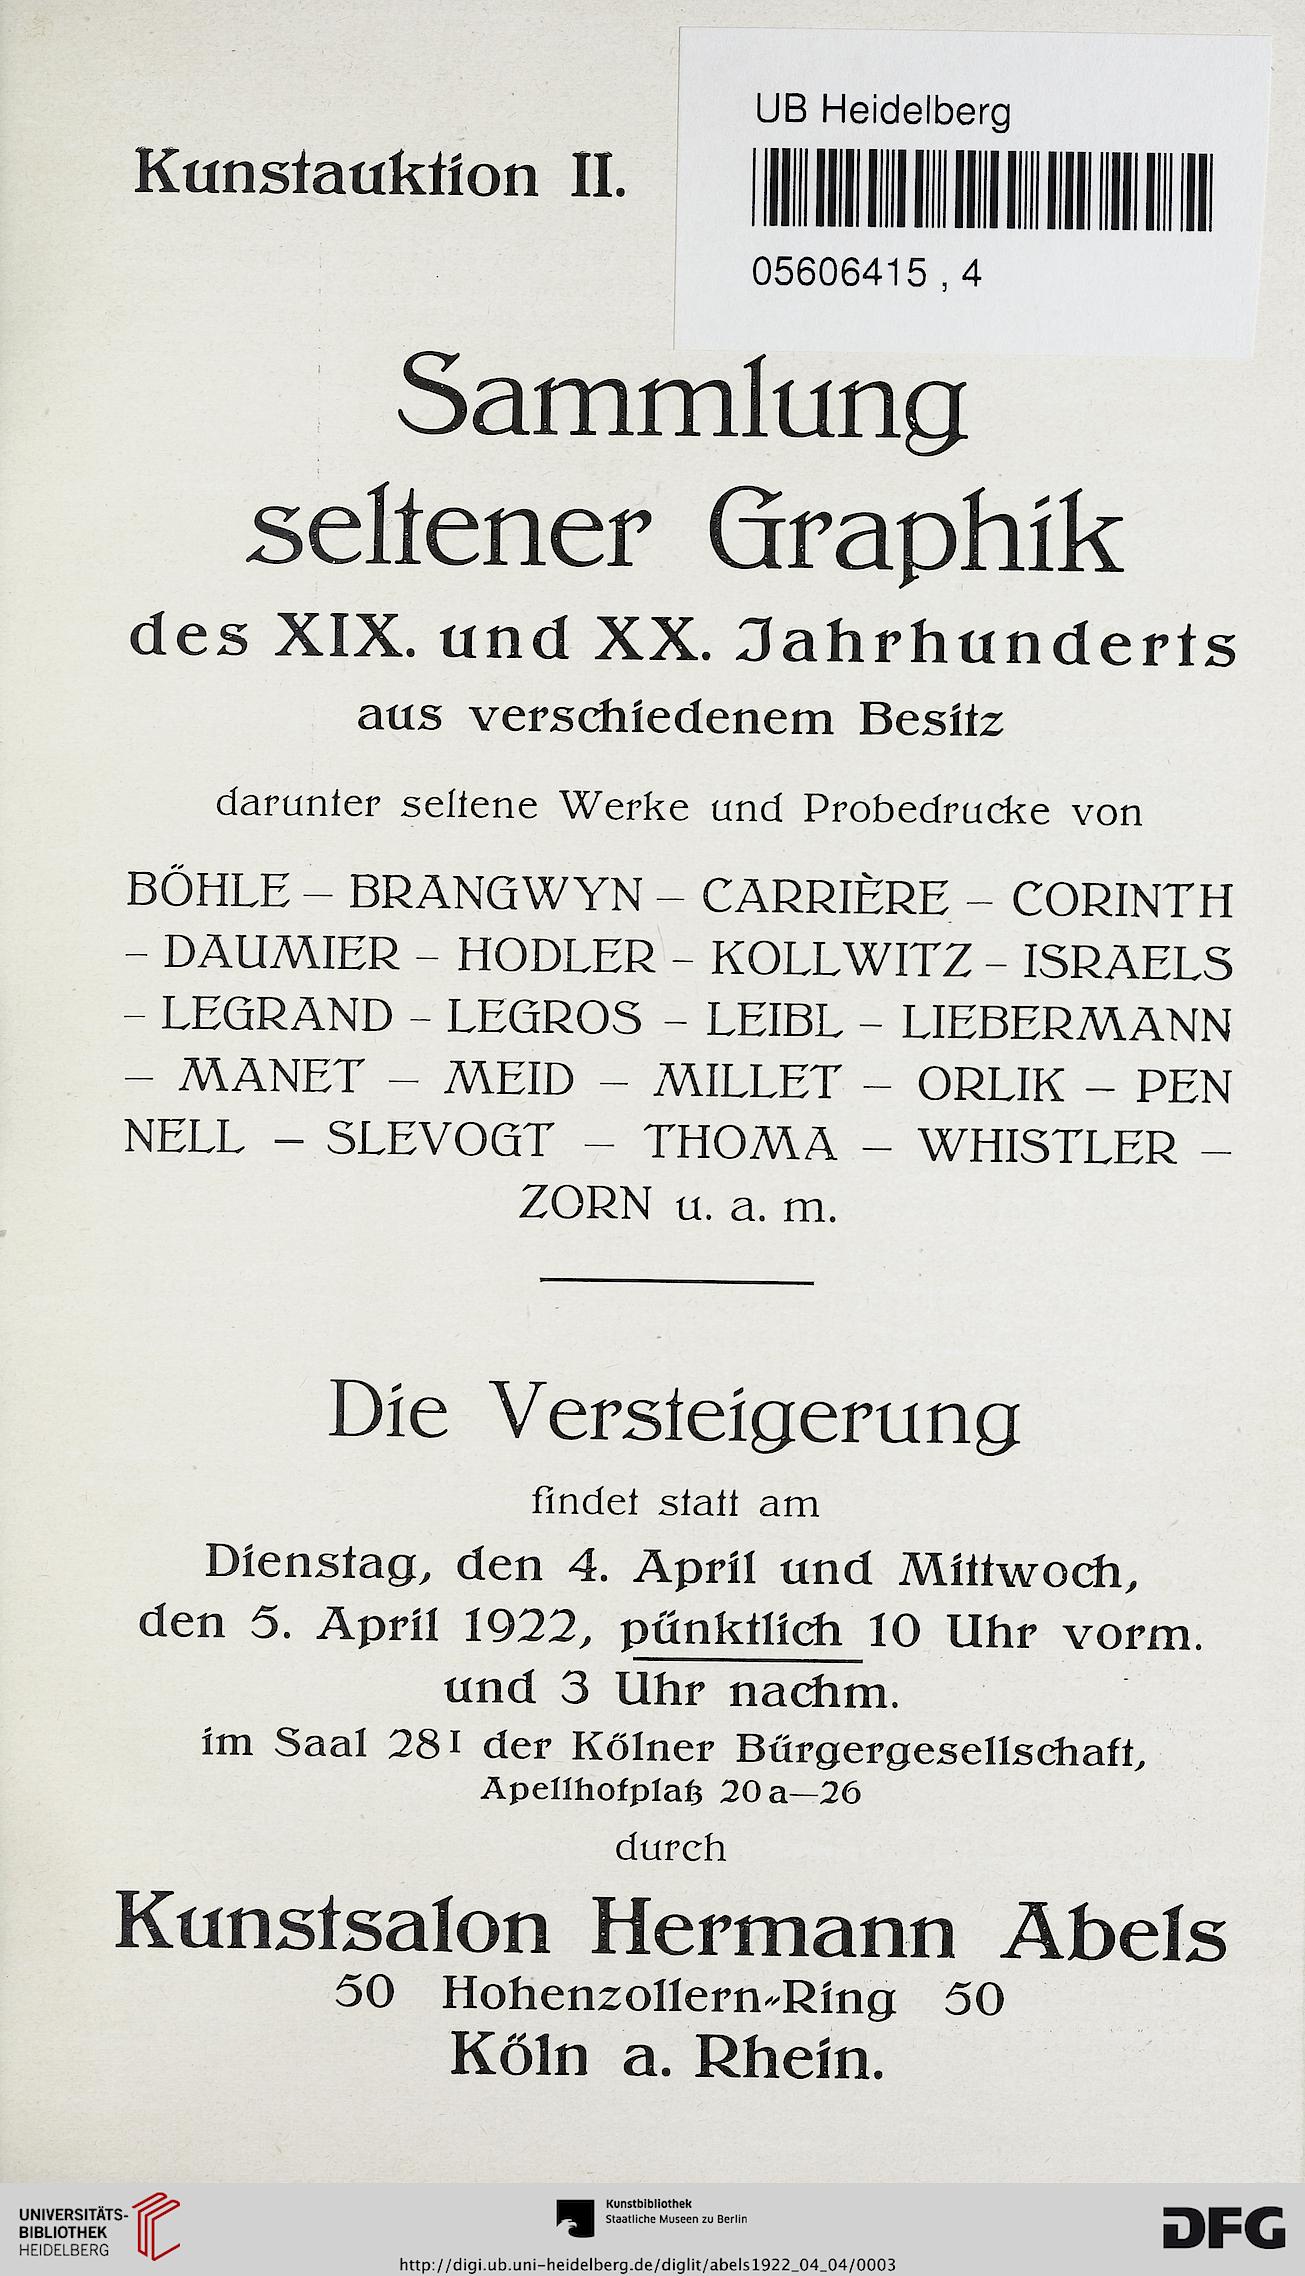 UB Heidelberg
Kunstauktion II.
05606415 , 4
Sammlung
seltener Graphik
des XIX. und XX. Jahrhunderts
aus verschiedenem Besitz
darunter seltene Werke und Probedrucke von
BÖHLE – BRANGWYN – CARRIÈRE – CORINTH
– DAUMIER – HODLER – KOLLWITZ – ISRAELS
– LEGRAND – LEGROS – LEIBL – LIEBERMANN
– MANET – MEID – MILLET – ORLIK – PEN
NELL – SLEVOGT – THOMA – WHISTLER –
ZORN u. a. m.
Die Versteigerung
findet statt am
Dienstag, den 4. April und Mittwoch,
den 5. April 1922, pünktlich 10 Uhr vorm.
und 3 Uhr nachm.
im Saal 28 I der Kölner Bürgergesellschaft,
Apellhofplatz 20 a—26
durch
Kunstsalon Hermann Abels
50 Hohenzollern-Ring 50
Köln a. Rhein.
UNIVERSITÄTS-
BIBLIOTHEK
HEIDELBERG
Kunstbibliothek
Staatliche Museen zu Berlin
DFG
http://digi.ub.uni-heidelberg.de/diglit/abels1922_04_04/0003